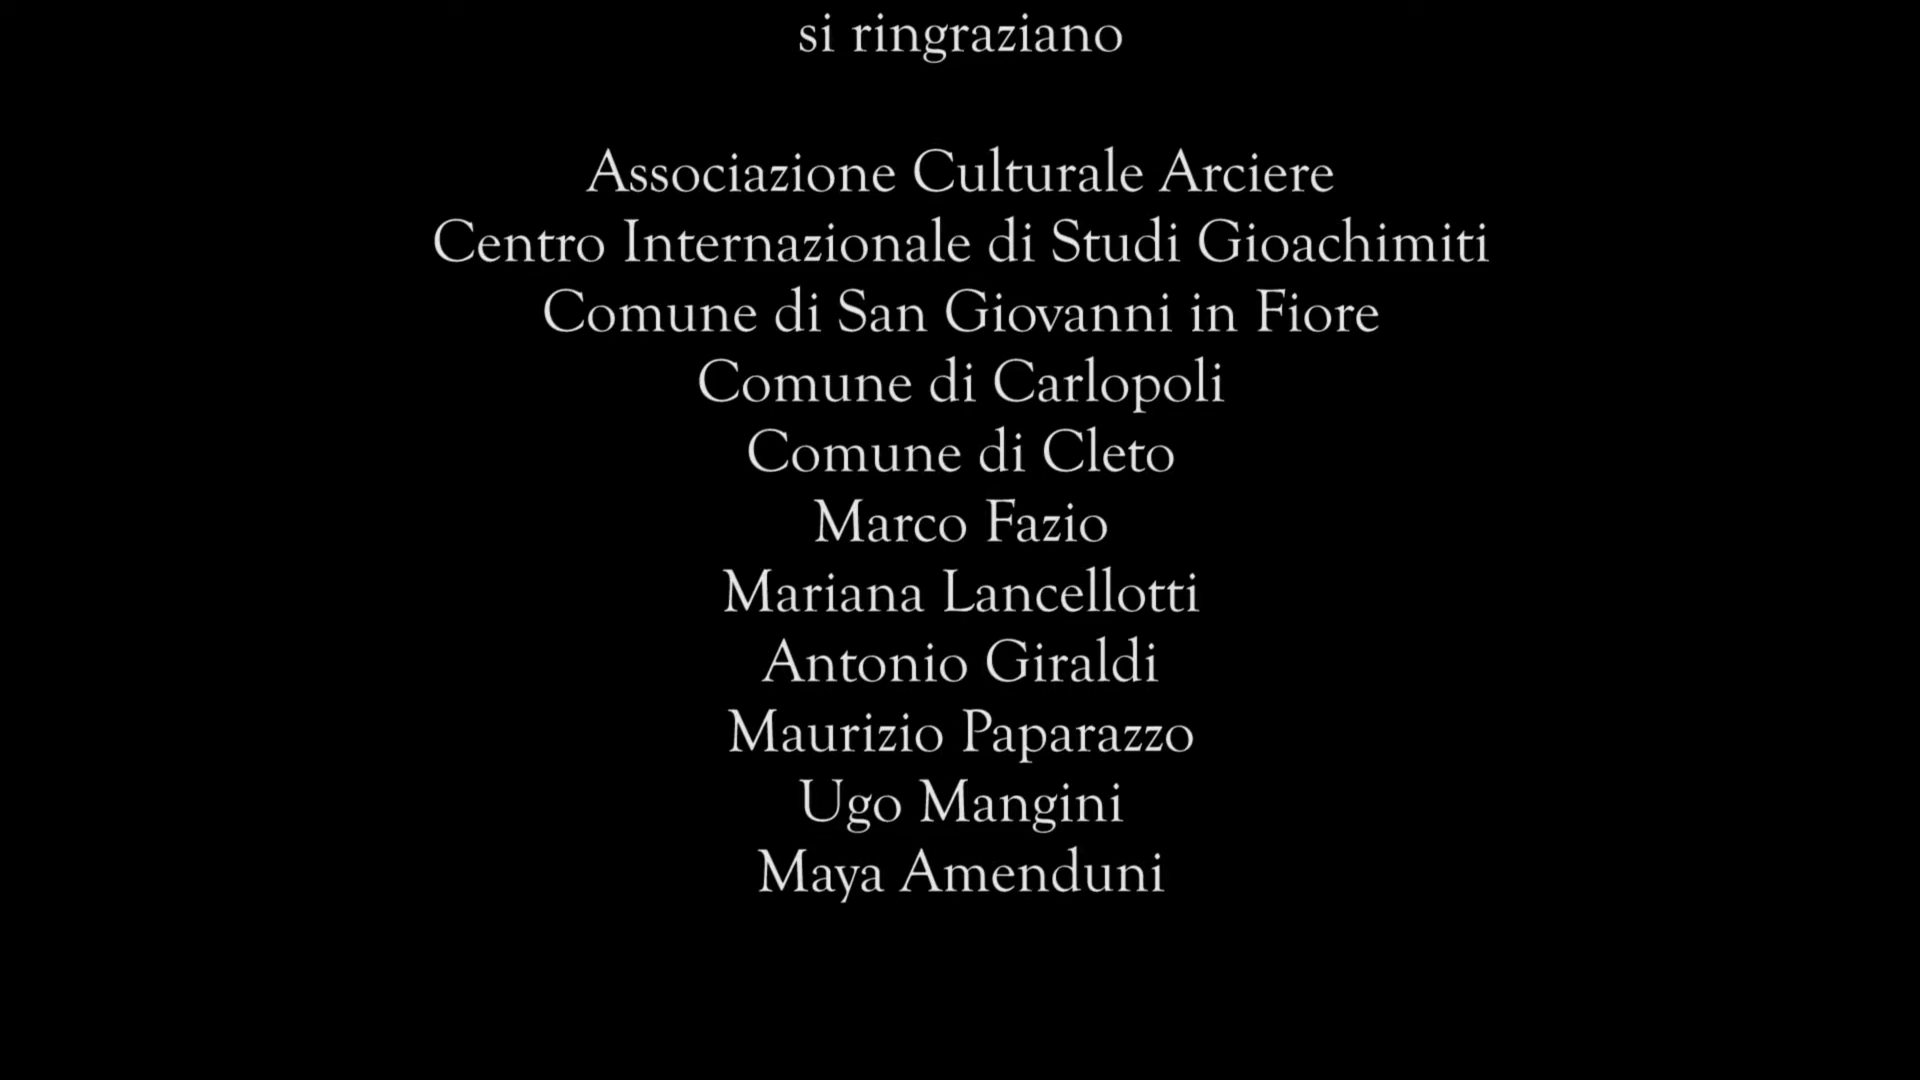 si ringraziano
Associazione Culturale Arciere
Centro Internazionale di Studi Gioachimiti
Comune di San Giovanni in Fiore
Comune di Carlopoli
Comune di Cleto
Marco Fazio
Mariana Lancellotti
Antonio Giraldi
Maurizio Paparazzo
Ugo Mangini
Maya Amenduni